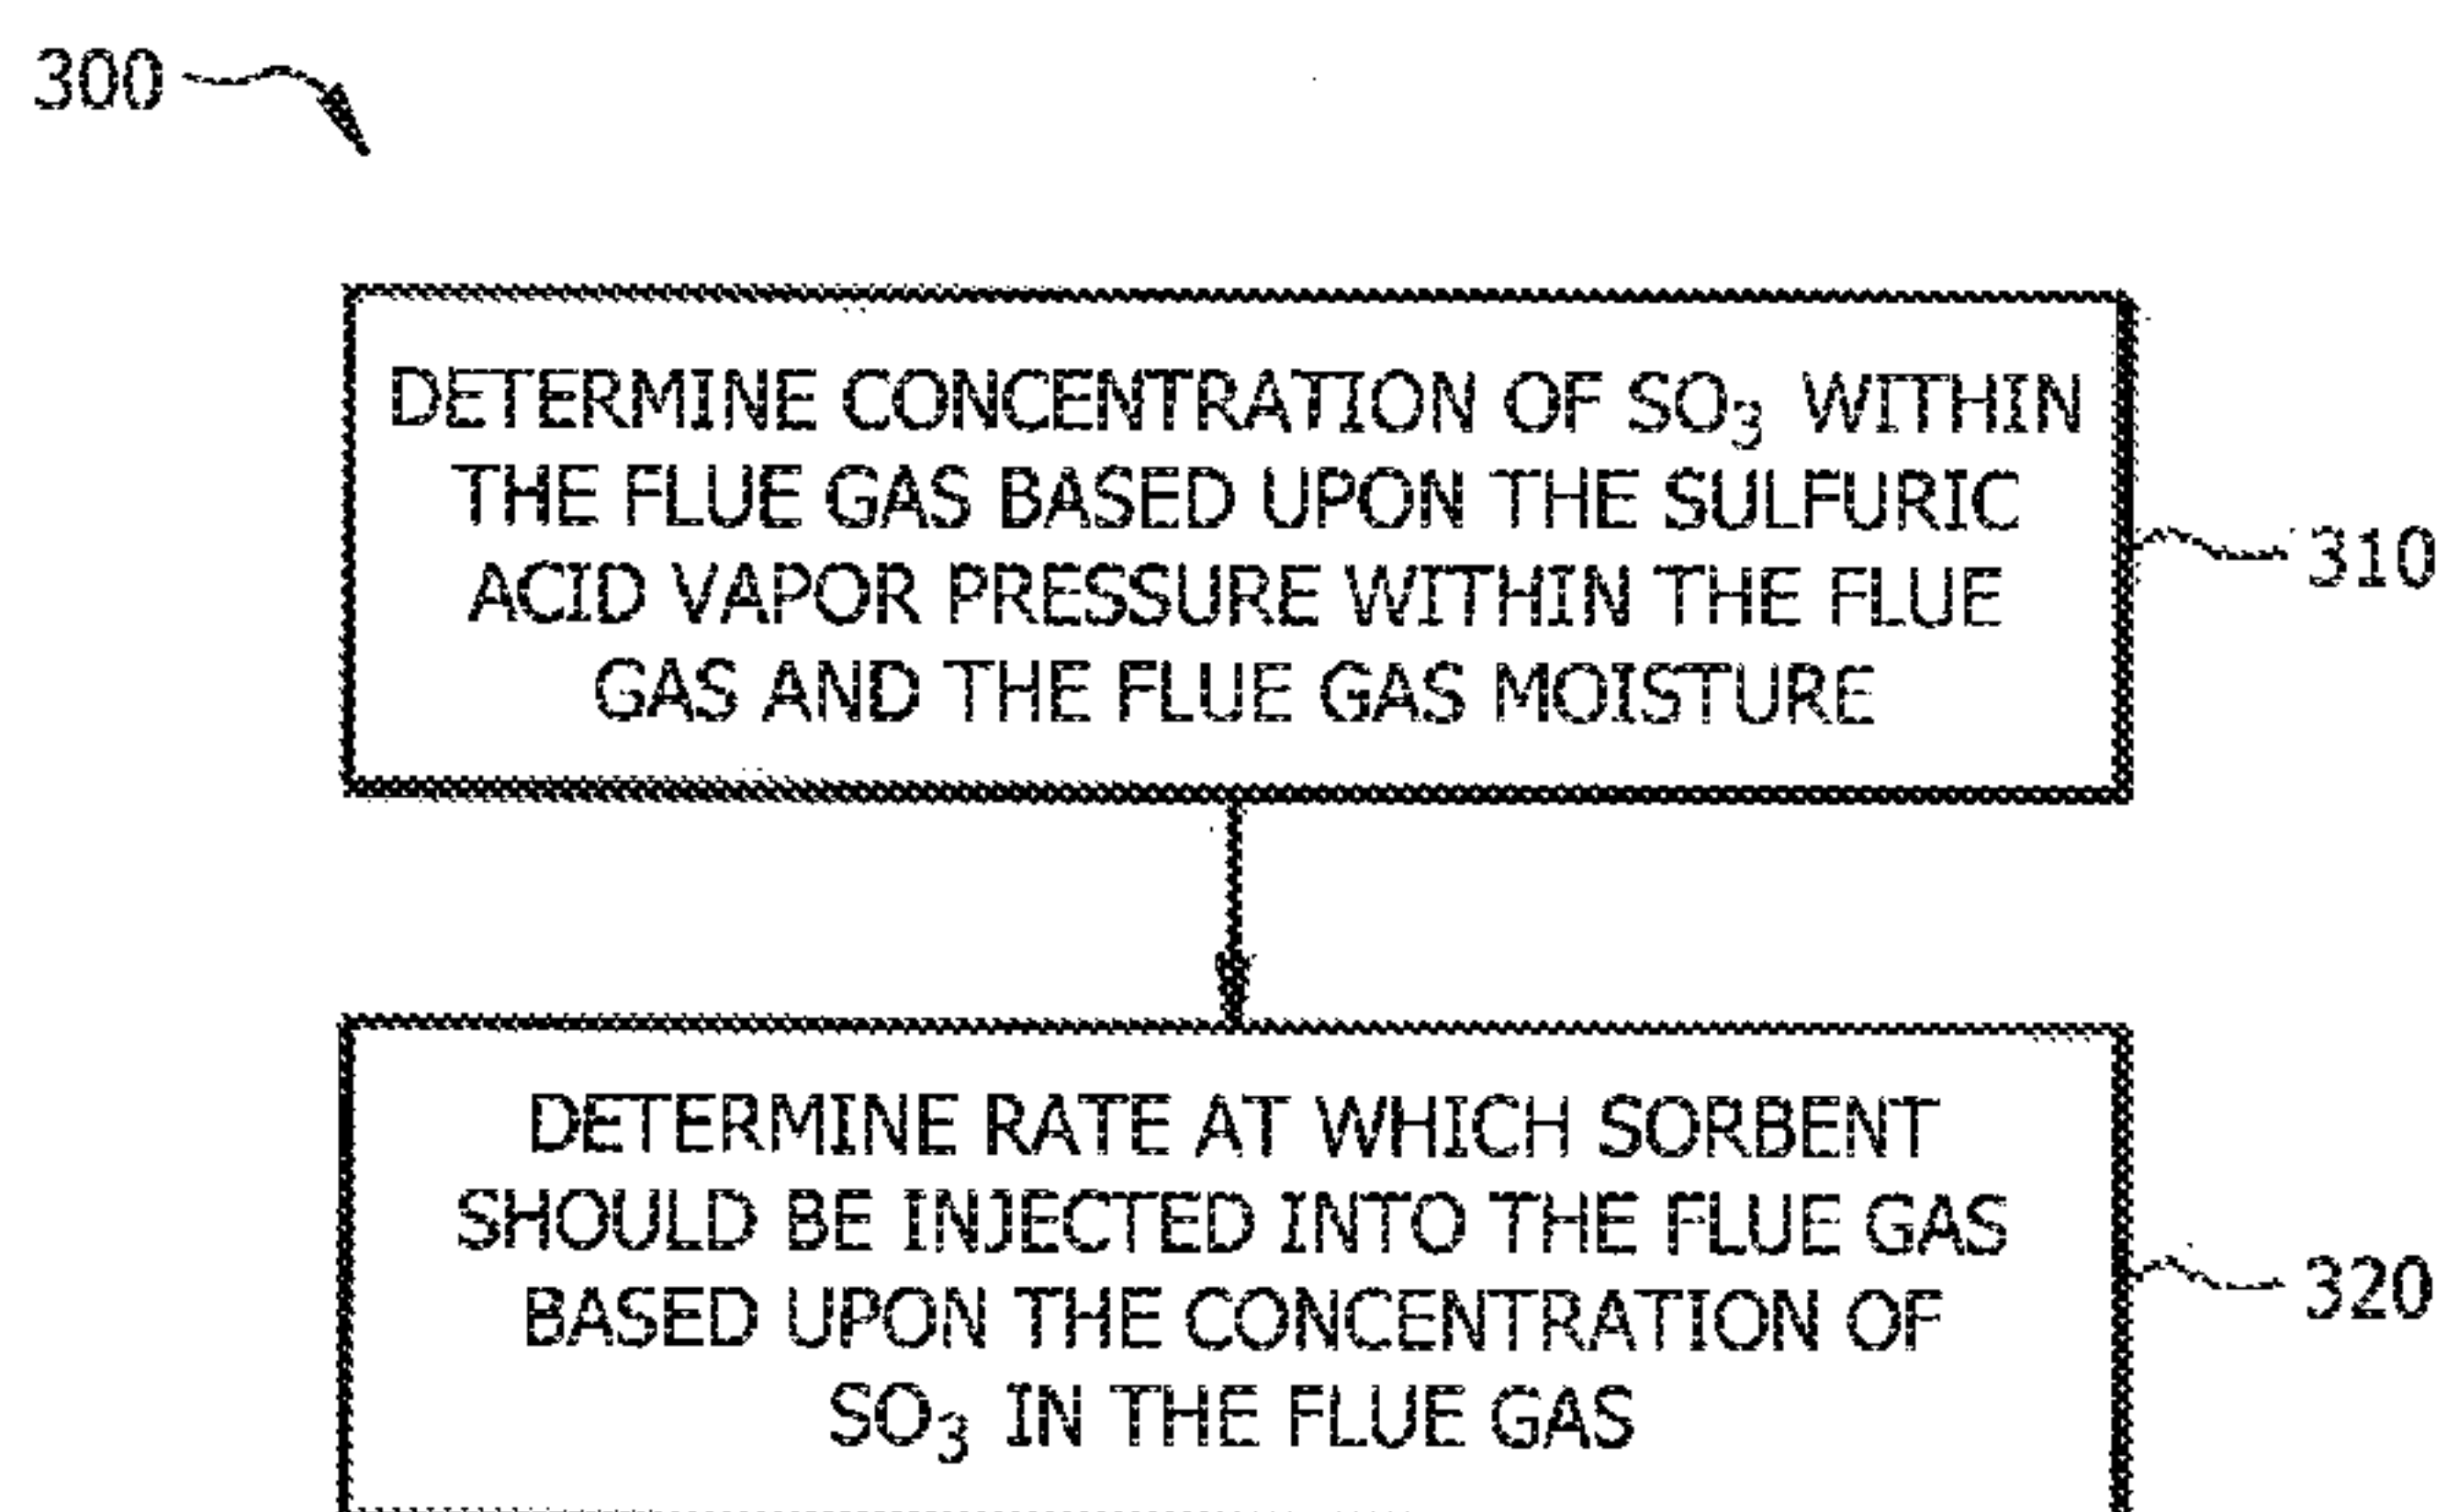 300
DETERMINE CONCENTRATION OF SO₃ WITHIN
THE FLUE GAS BASED UPON THE SULFURIC
ACID VAPOR PRESSURE WITHIN THE FLUE
GAS AND THE FLUE GAS MOISTURE
310
DETERMINE RATE AT WHICH SORBENT
SHOULD BE INJECTED INTO THE FLUE GAS
BASED UPON THE CONCENTRATION OF
SO₃ IN THE FLUE GAS
320